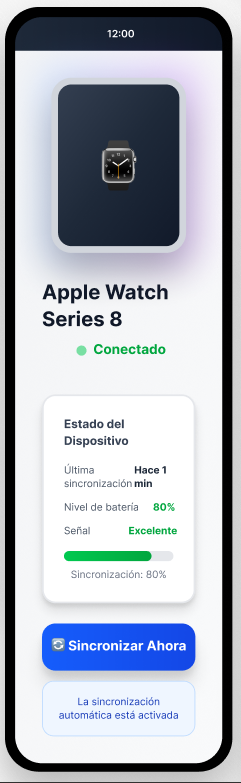 12:00
Apple Watch
Series 8
Conectado
Estado del
Dispositivo
Última sincronización Hace 1 min
Nivel de batería 80%
Señal Excelente
Sincronización: 80%
Sincronizar Ahora
La sincronización
automática está activada